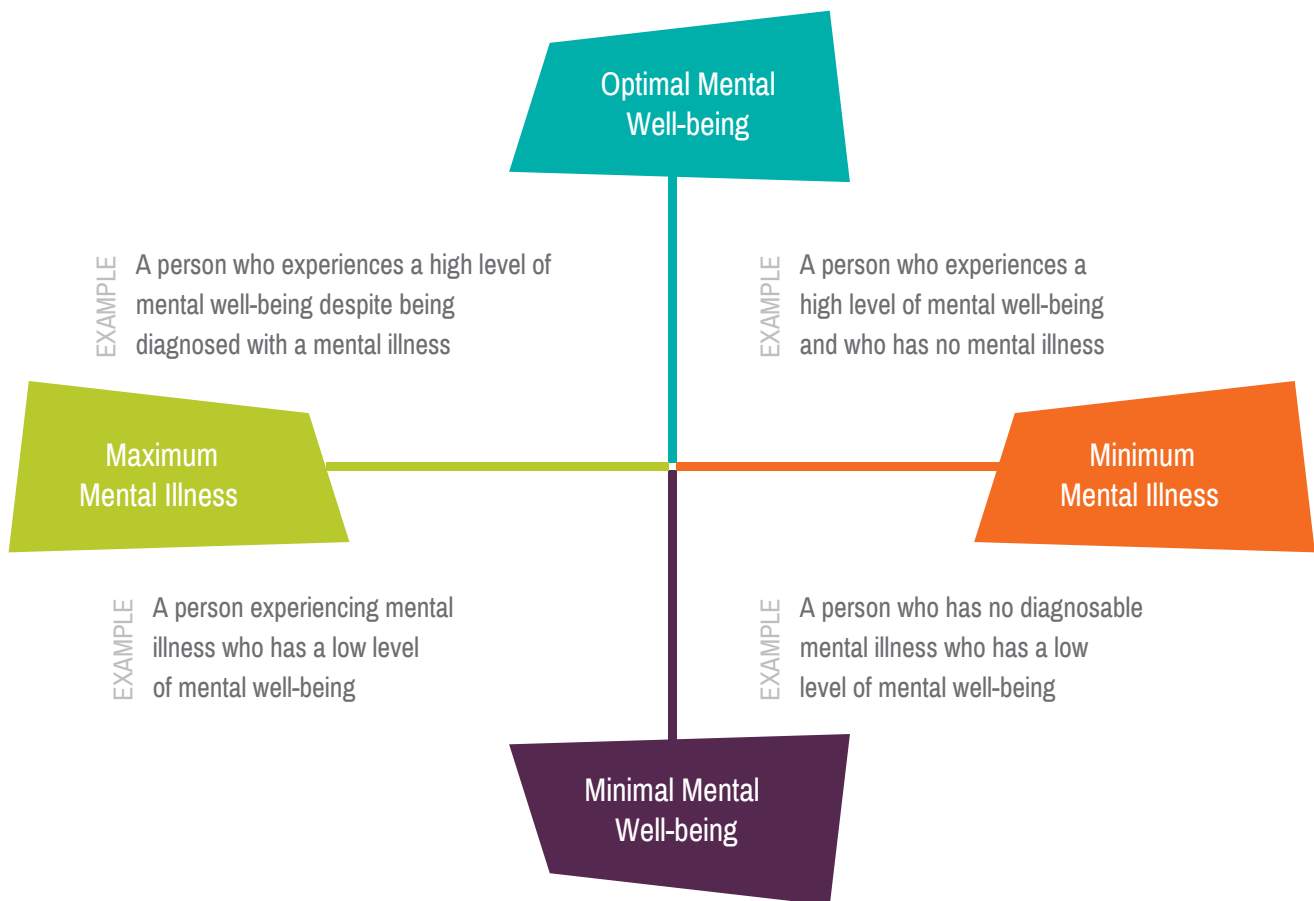 Optimal Mental
Well-being
EXAMPLE
A person who experiences a high level of
mental well-being despite being
diagnosed with a mental illness
EXAMPLE
A person who experiences a
high level of mental well-being
and who has no mental illness
Maximum
Mental Illness
Minimum
Mental Illness
EXAMPLE
A person experiencing mental
illness who has a low level
of mental well-being
EXAMPLE
A person who has no diagnosable
mental illness who has a low
level of mental well-being
Minimal Mental
Well-being